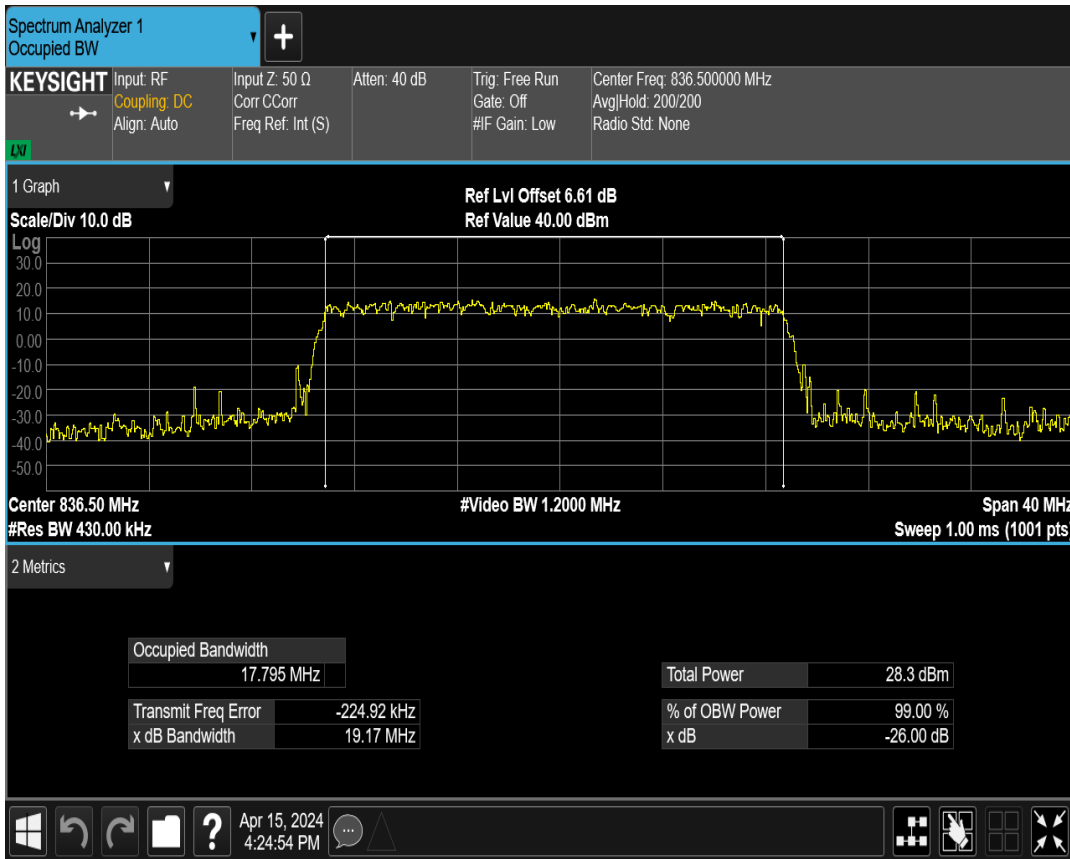 Spectrum Analyzer 1
Occupied BW
KEYSIGHT
LXI
Input: RF
Coupling: DC
Align: Auto
Input Z: 50 Ω
Corr CCorr
Freq Ref: Int (S)
Atten: 40 dB
Trig: Free Run
Gate: Off
#IF Gain: Low
Center Freq: 836.500000 MHz
Avg|Hold: 200/200
Radio Std: None
1 Graph
Scale/Div 10.0 dB
Ref Lvl Offset 6.61 dB
Ref Value 40.00 dBm
Log
30.0
20.0
10.0
0.00
-10.0
-20.0
-30.0
-40.0
-50.0
Center 836.50 MHz
#Video BW 1.2000 MHz
Span 40 MHz
#Res BW 430.00 kHz
Sweep 1.00 ms (1001 pts)
2 Metrics
Occupied Bandwidth
17.795 MHz
Total Power 28.3 dBm
Transmit Freq Error -224.92 kHz
% of OBW Power 99.00 %
x dB Bandwidth 19.17 MHz
x dB -26.00 dB
?
Apr 15, 2024
4:24:54 PM